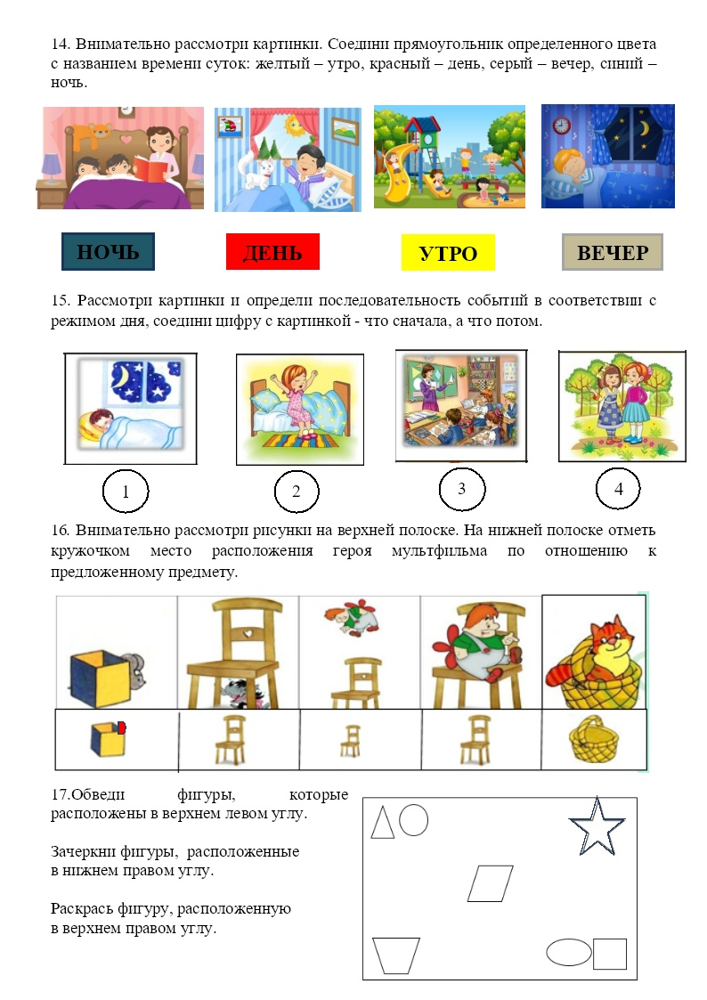 14. Внимательно рассмотри картинки. Соедини прямоугольник определенного цвета
с названием времени суток: желтый – утро, красный – день, серый – вечер, синий –
ночь.
НОЧЬ ДЕНЬ УТРО ВЕЧЕР
15. Рассмотри картинки и определи последовательность событий в соответствии с
режимом дня, соедини цифру с картинкой - что сначала, а что потом.
1 2 3 4
16. Внимательно рассмотри рисунки на верхней полоске. На нижней полоске отметь
кружочком место расположения героя мультфильма по отношению к
предложенному предмету.
17.Обведи фигуры, которые
расположены в верхнем левом углу.
Зачеркни фигуры, расположенные
в нижнем правом углу.
Раскрась фигуру, расположенную
в верхнем правом углу.